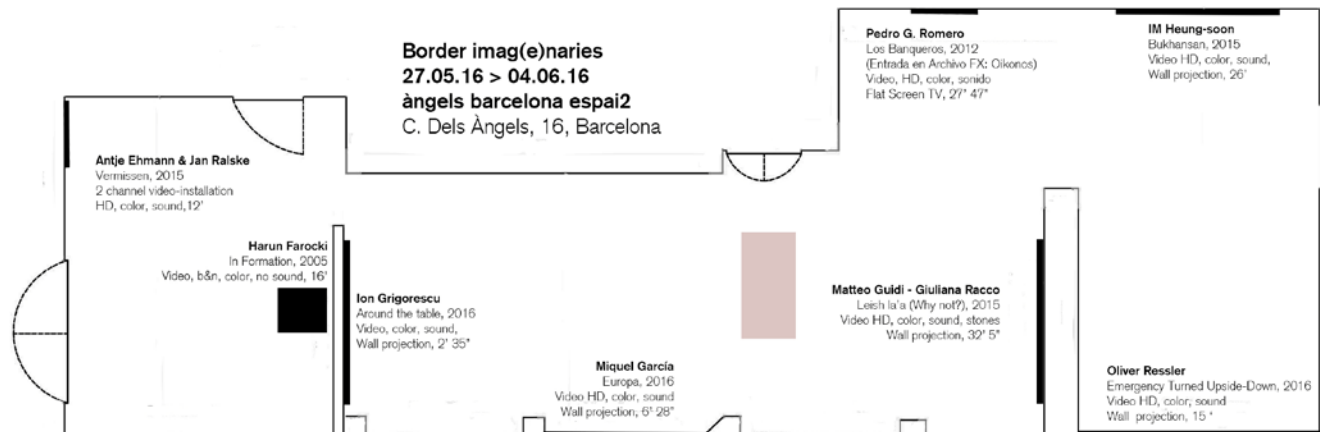 Border imag(e)naries
27.05.16 > 04.06.16
àngels barcelona espai2
C. Dels Àngels, 16, Barcelona
Pedro G. Romero
Los Banqueros, 2012
(Entrada en Archivo FX: Oikonos)
Video, HD, color, sonido
Flat Screen TV, 27' 47"
IM Heung-soon
Bukhansan, 2015
Video HD, color, sound,
Wall projection, 26'
Antje Ehmann & Jan Ralske
Vermissen, 2015
2 channel video-installation
HD, color, sound,12'
Harun Farocki
In Formation, 2005
Video, b&n, color, no sound, 16'
Ion Grigorescu
Around the table, 2016
Video, color, sound,
Wall projection, 2' 35"
Miquel García
Europa, 2016
Video HD, color, sound
Wall projection, 6' 28"
Matteo Guidi - Giuliana Racco
Leish la'a (Why not?), 2015
Video HD, color, sound, stones
Wall projection, 32' 5"
Oliver Ressler
Emergency Turned Upside-Down, 2016
Video HD, color, sound
Wall projection, 15 '